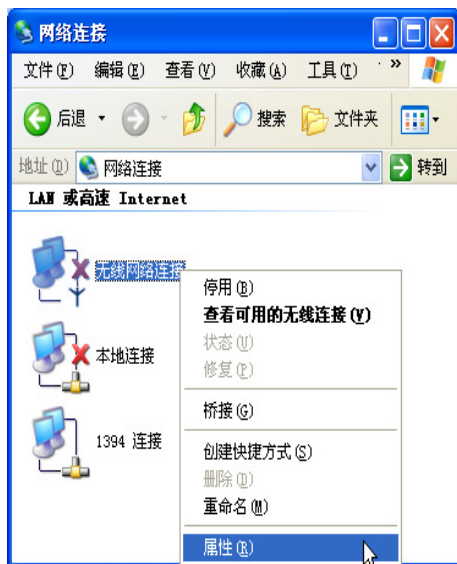 网络连接
文件(F) 编辑(E) 查看(V) 收藏(A) 工具(T) »
后退 搜索 文件夹
地址(D) 网络连接 转到
LAN 或高速 Internet
无线网络连接
停用(B)
查看可用的无线连接(V)
状态(U)
修复(P)
本地连接
桥接(G)
1394 连接
创建快捷方式(S)
删除(D)
重命名(M)
属性(R)